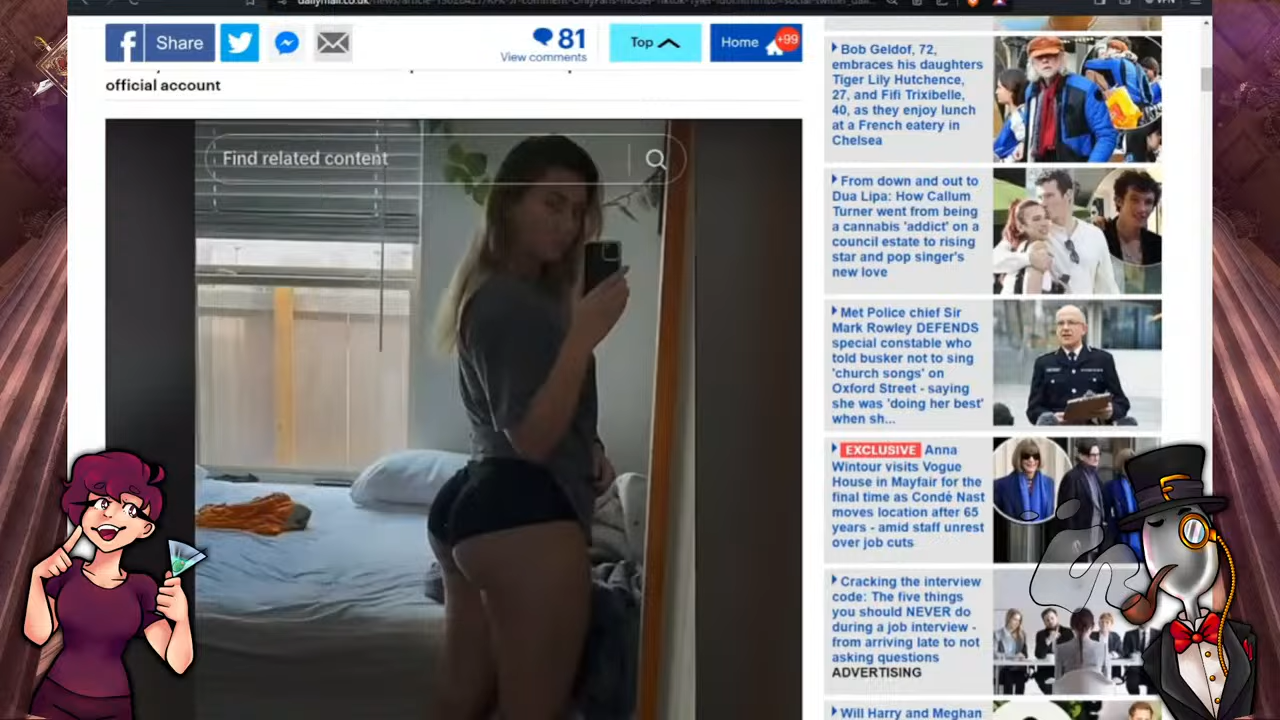 Share
81
View comments
Top
Home
+99
official account
Find related content
Bob Geldof, 72,
embraces his daughters
Tiger Lily Hutchence,
27, and Fifi Trixibelle,
40, as they enjoy lunch
at a French eatery in
Chelsea
From down and out to
Dua Lipa: How Callum
Turner went from being
a cannabis 'addict' on a
council estate to rising
star and pop singer's
new love
Met Police chief Sir
Mark Rowley DEFENDS
special constable who
told busker not to sing
'church songs' on
Oxford Street - saying
she was 'doing her best'
when sh...
EXCLUSIVE Anna
Wintour visits Vogue
House in Mayfair for the
final time as Condé Nast
moves location after 65
years - amid staff unrest
over job cuts
Cracking the interview
code: The five things
you should NEVER do
during a job interview -
from arriving late to not
asking questions
ADVERTISING
Will Harry and Meghan